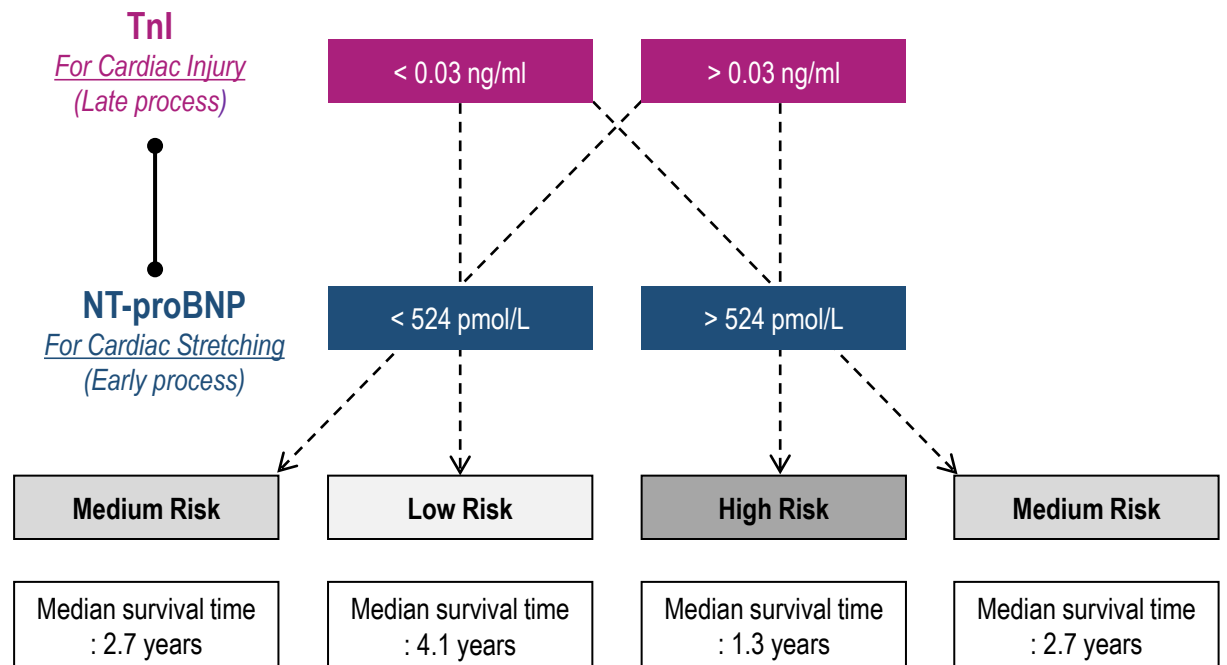 TnI
For Cardiac Injury
(Late process)
< 0.03 ng/ml
> 0.03 ng/ml
NT-proBNP
For Cardiac Stretching
(Early process)
< 524 pmol/L
> 524 pmol/L
Medium Risk
Low Risk
High Risk
Medium Risk
Median survival time
: 2.7 years
Median survival time
: 4.1 years
Median survival time
: 1.3 years
Median survival time
: 2.7 years